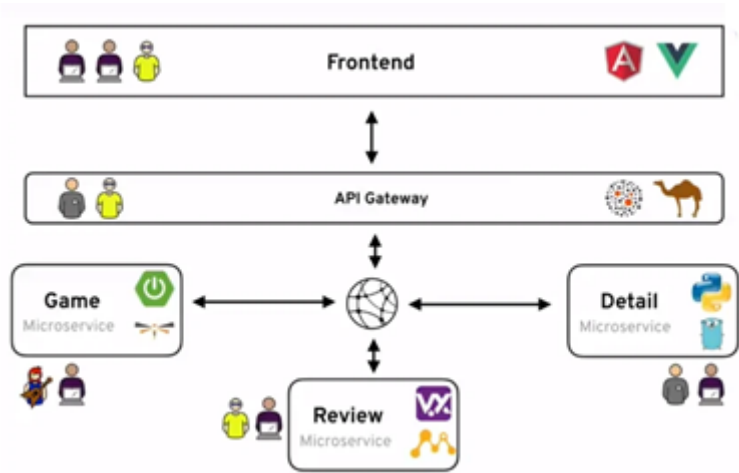 Frontend
API Gateway
Game
Microservice
Detail
Microservice
Review
Microservice